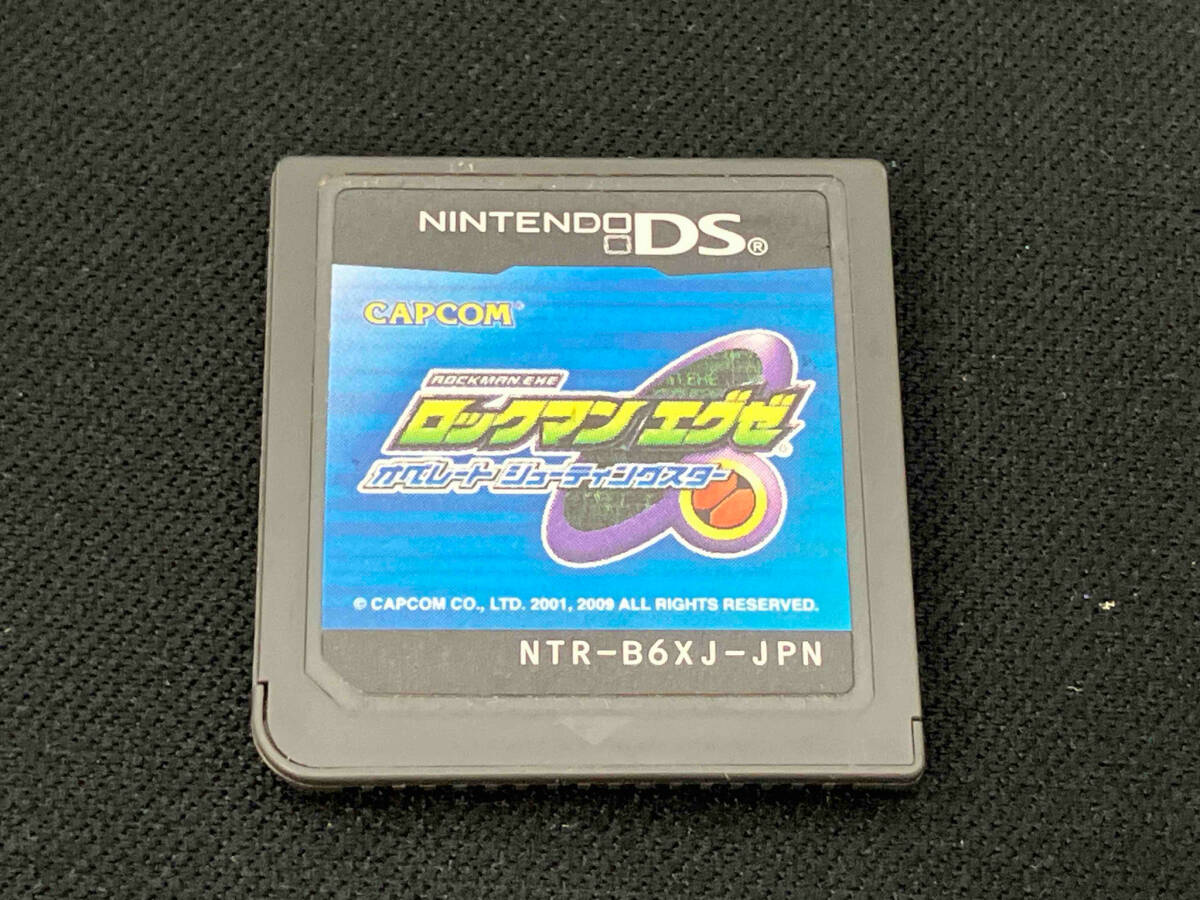 NINTENDO DS®
CAPCOM®
ROCKMAN.EXE
ロックマン エグゼ
オペレート シューティングスター
© CAPCOM CO., LTD. 2001, 2009 ALL RIGHTS RESERVED.
NTR-B6XJ-JPN